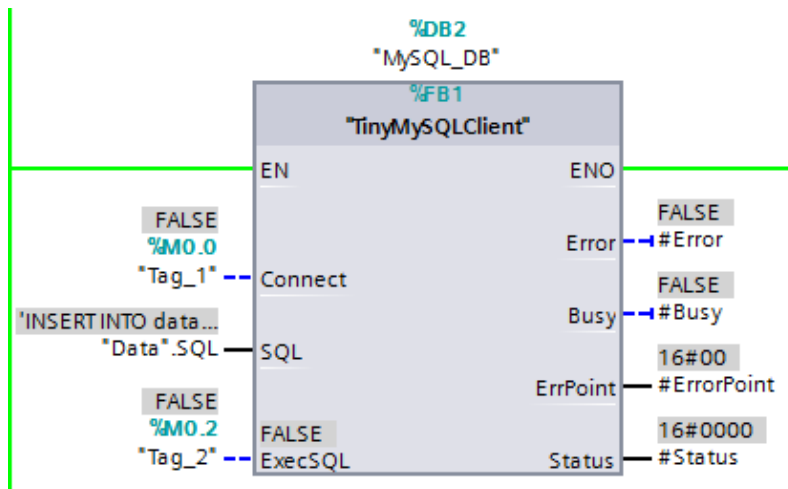 %DB2
"MySQL_DB"
%FB1
"TinyMySQLClient"
EN
ENO
FALSE
%M0.0
"Tag_1"
Connect
Error
FALSE
#Error
Busy
FALSE
#Busy
'INSERT INTO data...
"Data".SQL
SQL
ErrPoint
16#00
#ErrorPoint
FALSE
%M0.2
"Tag_2"
FALSE
ExecSQL
Status
16#0000
#Status